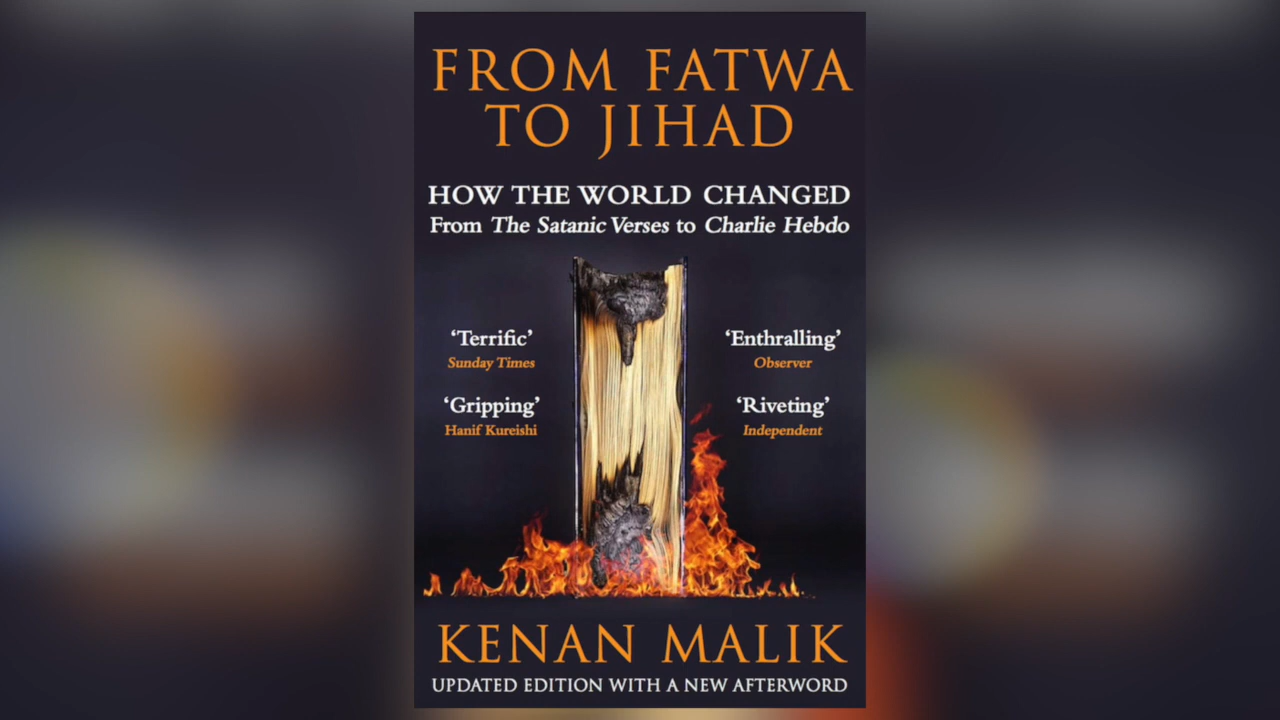 FROM FATWA
TO JIHAD
HOW THE WORLD CHANGED
From The Satanic Verses to Charlie Hebdo
‘Terrific’
Sunday Times
‘Enthralling’
Observer
‘Gripping’
Hanif Kureishi
‘Riveting’
Independent
KENAN MALIK
UPDATED EDITION WITH A NEW AFTERWORD